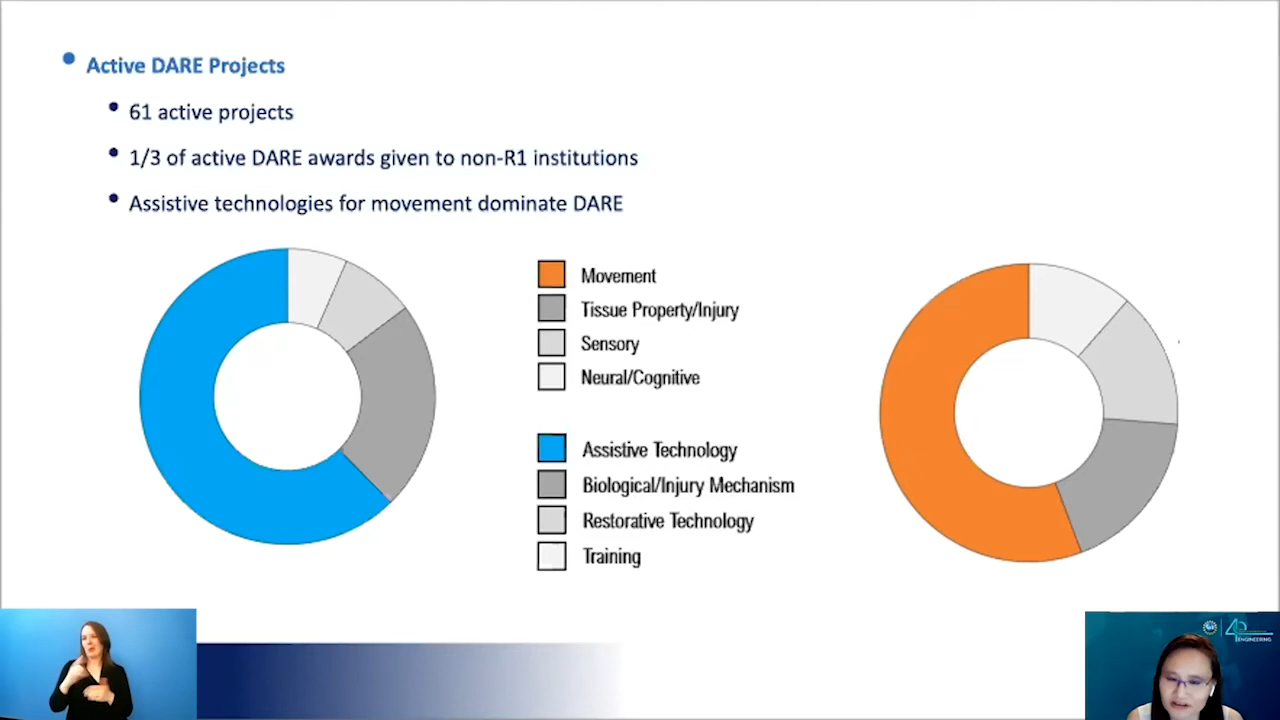 Active DARE Projects
61 active projects
1/3 of active DARE awards given to non-R1 institutions
Assistive technologies for movement dominate DARE
Movement
Tissue Property/Injury
Sensory
Neural/Cognitive
Assistive Technology
Biological/Injury Mechanism
Restorative Technology
Training
ENGINEERING